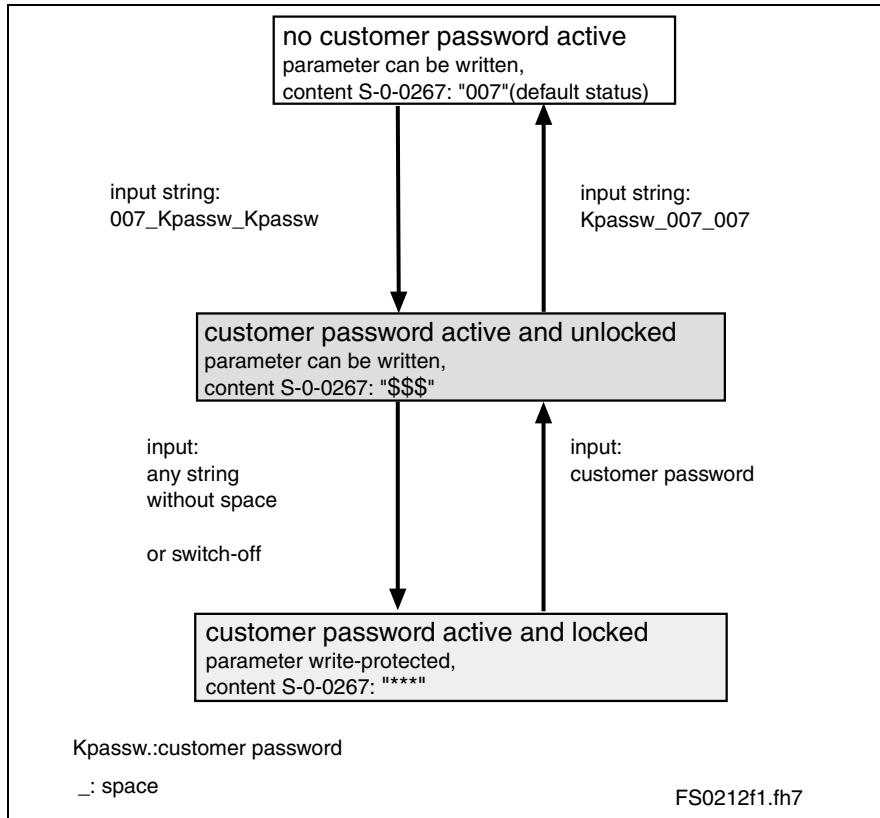 no customer password active
parameter can be written,
content S-0-0267: "007"(default status)
input string:
007_Kpassw_Kpassw
input string:
Kpassw_007_007
customer password active and unlocked
parameter can be written,
content S-0-0267: "$$$"
input:
any string
without space
or switch-off
input:
customer password
customer password active and locked
parameter write-protected,
content S-0-0267: "***"
Kpassw.:customer password
_: space
FS0212f1.fh7